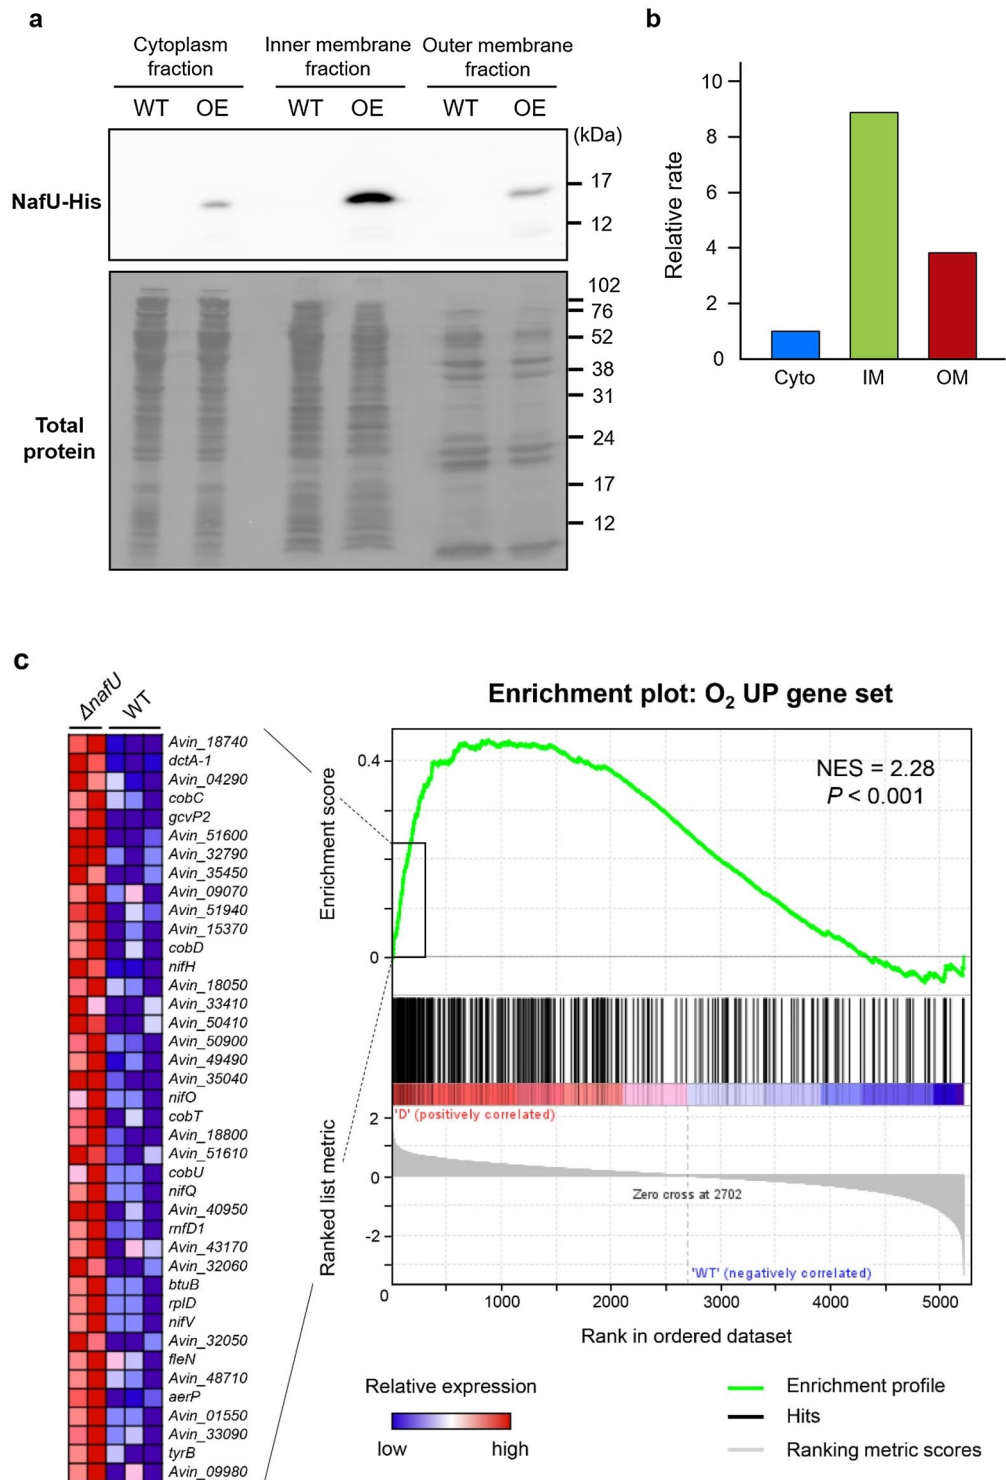 a
Cytoplasm fraction
Inner membrane fraction
Outer membrane fraction
WT OE WT OE WT OE
(kDa)
NafU-His
17
12
Total protein
102
76
52
38
31
24
17
12
b
Relative rate
10
8
6
4
2
0
Cyto IM OM
c
ΔnafU WT
Avin_18740
dctA-1
Avin_04290
cobC
gcvP2
Avin_51600
Avin_32790
Avin_35450
Avin_09070
Avin_51940
Avin_15370
cobD
nifH
Avin_18050
Avin_33410
Avin_50410
Avin_50900
Avin_49490
Avin_35040
nifO
cobT
Avin_18800
Avin_51610
cobU
nifQ
Avin_40950
rnfD1
Avin_43170
Avin_32060
btuB
rplD
nifV
Avin_32050
fleN
Avin_48710
aerP
Avin_01550
Avin_33090
tyrB
Avin_09980
Enrichment plot: O₂ UP gene set
Enrichment score
0.4
0
NES = 2.28
P < 0.001
'D' (positively correlated)
Ranked list metric
2
0
-2
Zero cross at 2702
'WT' (negatively correlated)
0 1000 2000 3000 4000 5000
Rank in ordered dataset
Relative expression
low high
Enrichment profile
Hits
Ranking metric scores